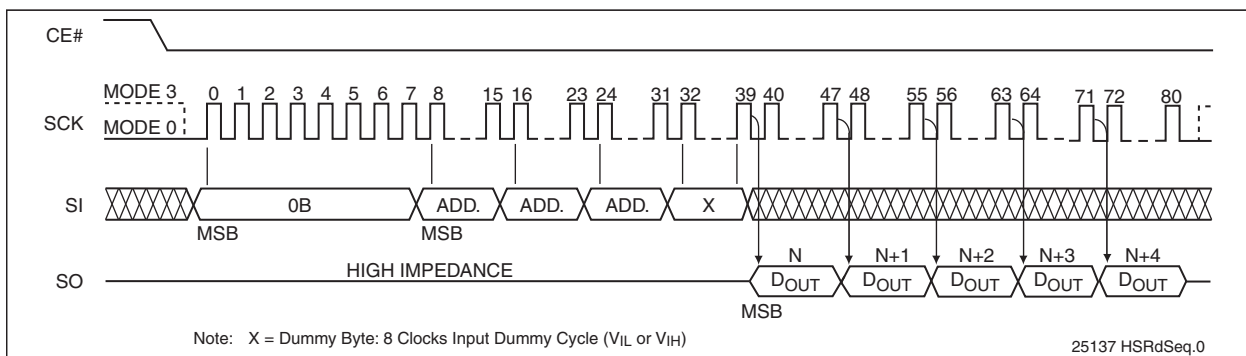 CE#
MODE 3
0 1 2 3 4 5 6 7 8 15 16 23 24 31 32 39 40 47 48 55 56 63 64 71 72 80
SCK
MODE 0
SI 0B ADD. ADD. ADD. X
MSB MSB
N N+1 N+2 N+3 N+4
SO HIGH IMPEDANCE DOUT DOUT DOUT DOUT DOUT
MSB
Note: X = Dummy Byte: 8 Clocks Input Dummy Cycle (VIL or VIH)
25137 HSRdSeq.0